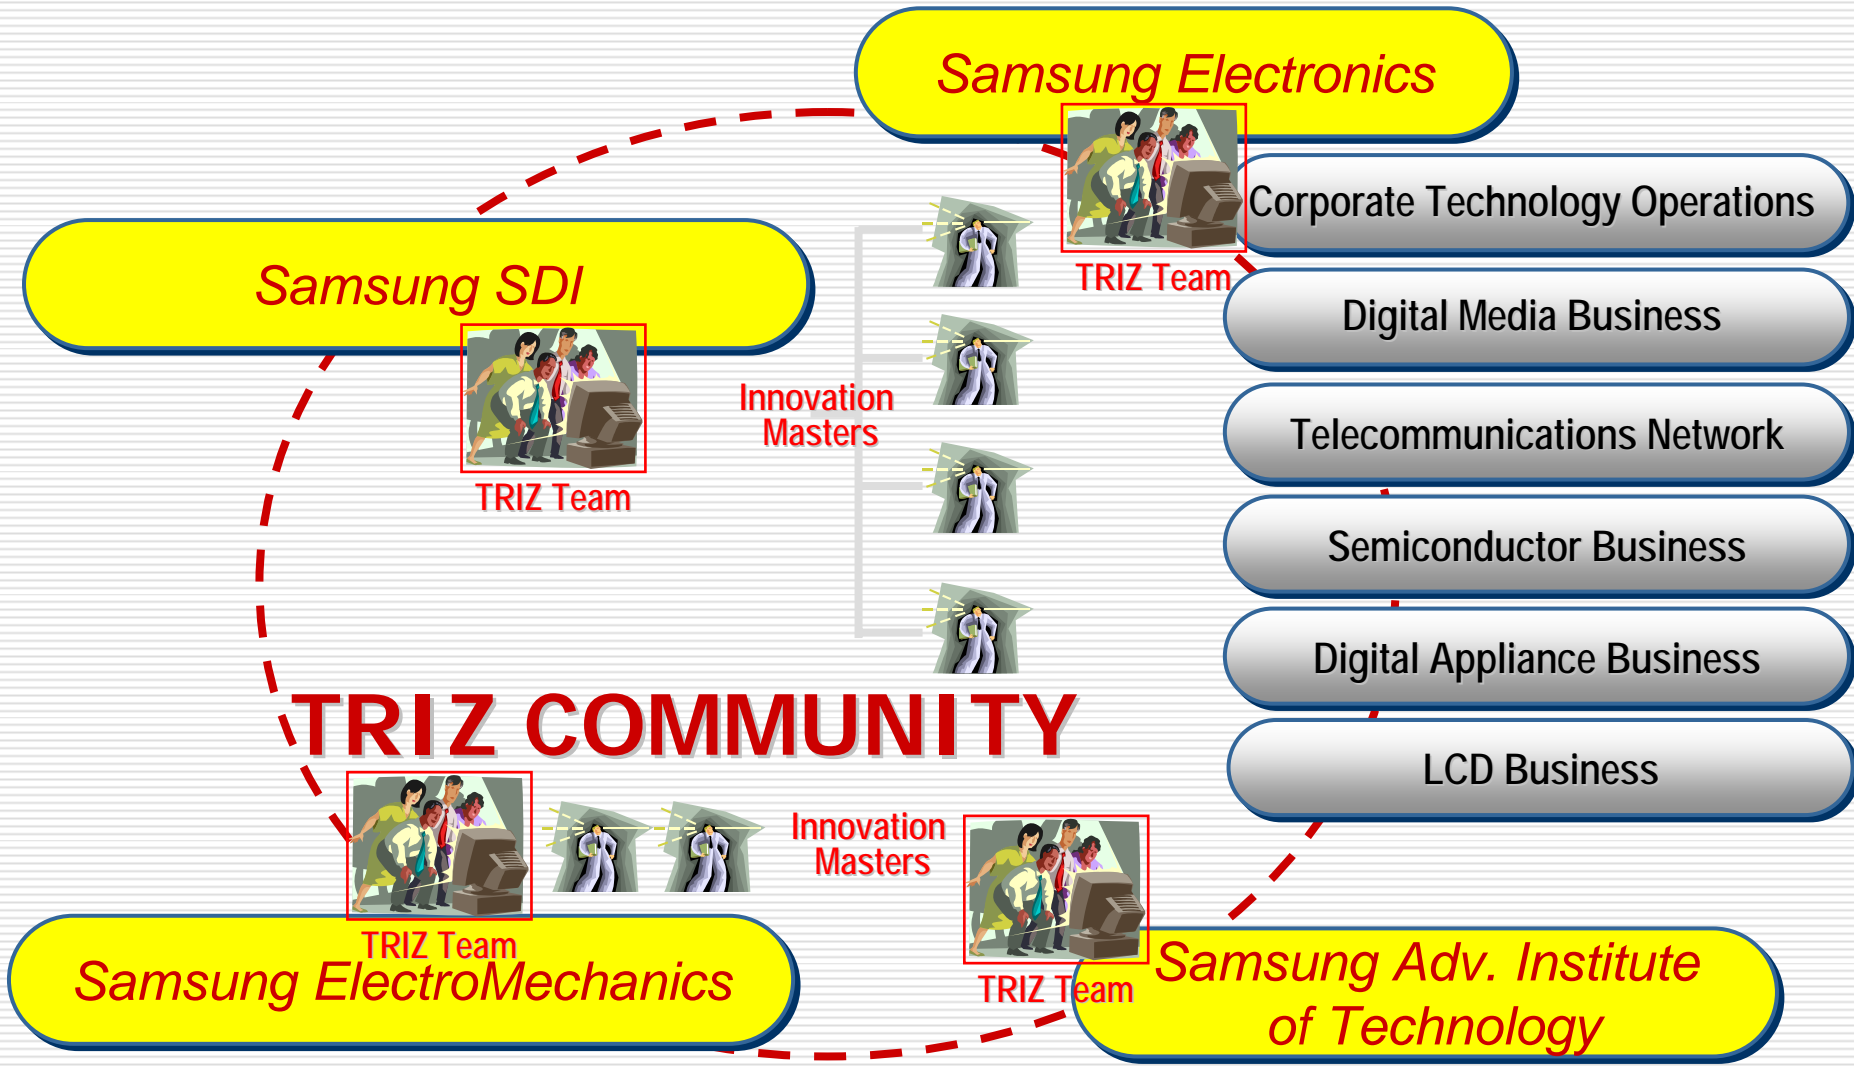 Samsung Electronics
Corporate Technology Operations
TRIZ Team
Samsung SDI
Digital Media Business
Innovation
Masters
Telecommunications Network
TRIZ Team
Semiconductor Business
Digital Appliance Business
TRIZ COMMUNITY
LCD Business
Innovation
Masters
TRIZ Team
Samsung ElectroMechanics
TRIZ Team
Samsung Adv. Institute
of Technology